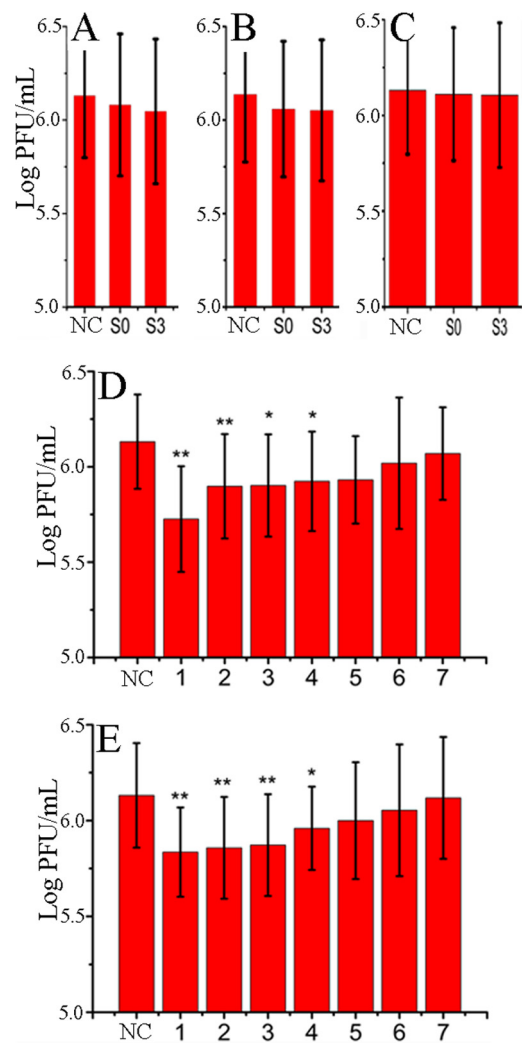 A B C
6.5 6.5 6.5
6.0 6.0 6.0
5.5 5.5 5.5
5.0 5.0 5.0
Log PFU/mL
NC S0 S3 NC S0 S3 NC S0 S3
D
6.5
6.0
5.5
5.0
Log PFU/mL
** ** * *
NC 1 2 3 4 5 6 7
E
6.5
6.0
5.5
5.0
Log PFU/mL
** ** ** *
NC 1 2 3 4 5 6 7